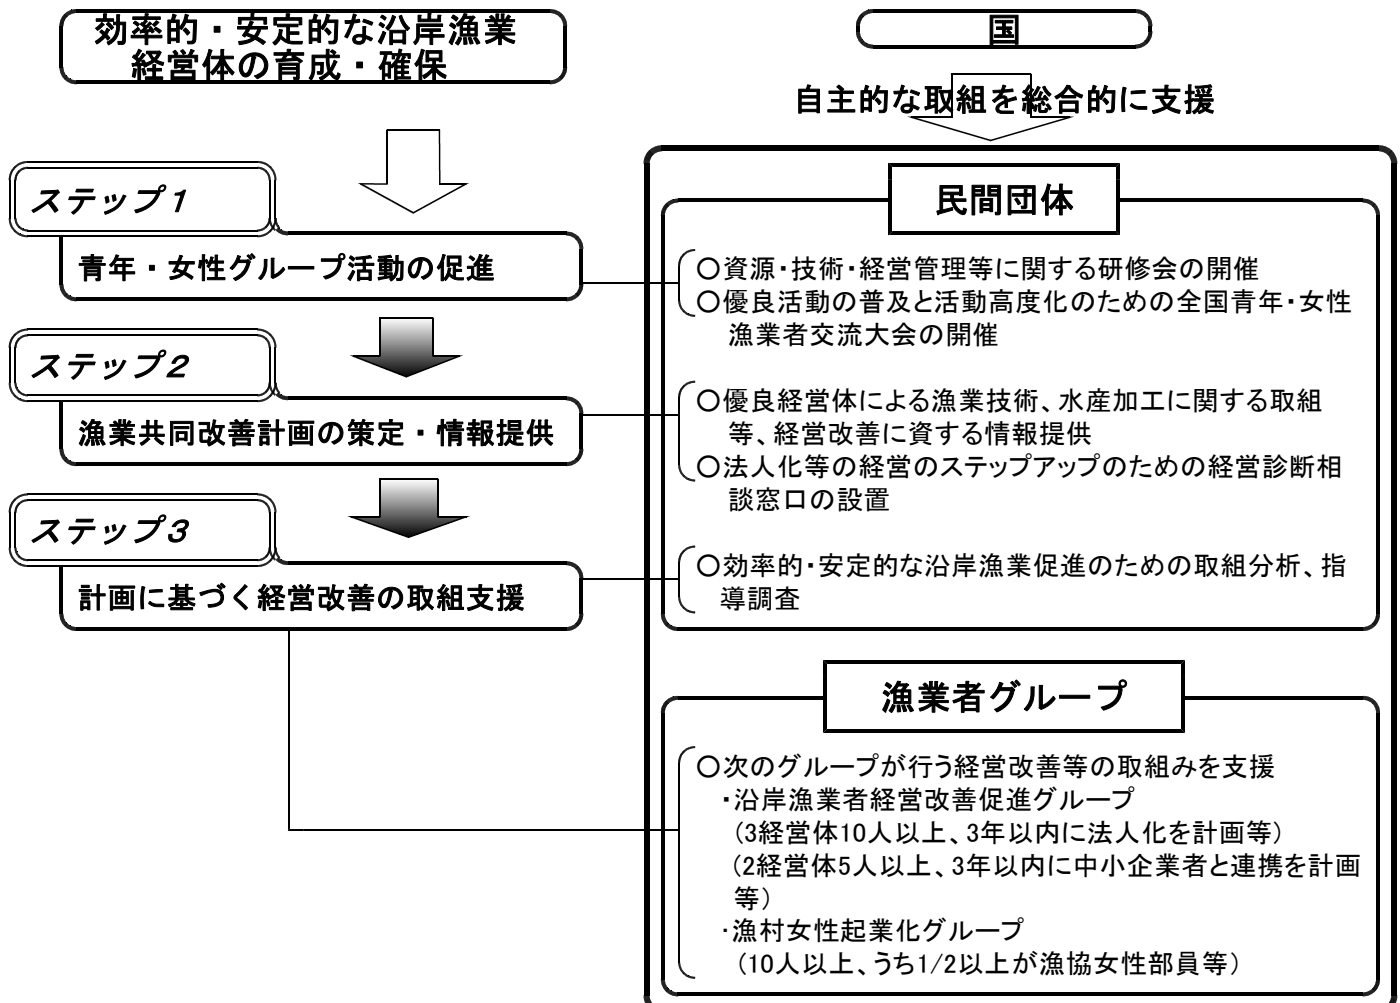 効率的・安定的な沿岸漁業
経営体の育成・確保
国
自主的な取組を総合的に支援
ステップ１
青年・女性グループ活動の促進
ステップ２
漁業共同改善計画の策定・情報提供
ステップ３
計画に基づく経営改善の取組支援
民間団体
○資源・技術・経営管理等に関する研修会の開催
○優良活動の普及と活動高度化のための全国青年・女性
漁業者交流大会の開催
○優良経営体による漁業技術、水産加工に関する取組
等、経営改善に資する情報提供
○法人化等の経営のステップアップのための経営診断相
談窓口の設置
○効率的・安定的な沿岸漁業促進のための取組分析、指
導調査
漁業者グループ
○次のグループが行う経営改善等の取組みを支援
・沿岸漁業者経営改善促進グループ
（3経営体10人以上、3年以内に法人化を計画等）
（2経営体5人以上、3年以内に中小企業者と連携を計画
等）
・漁村女性起業化グループ
（10人以上、うち1/2以上が漁協女性部員等）